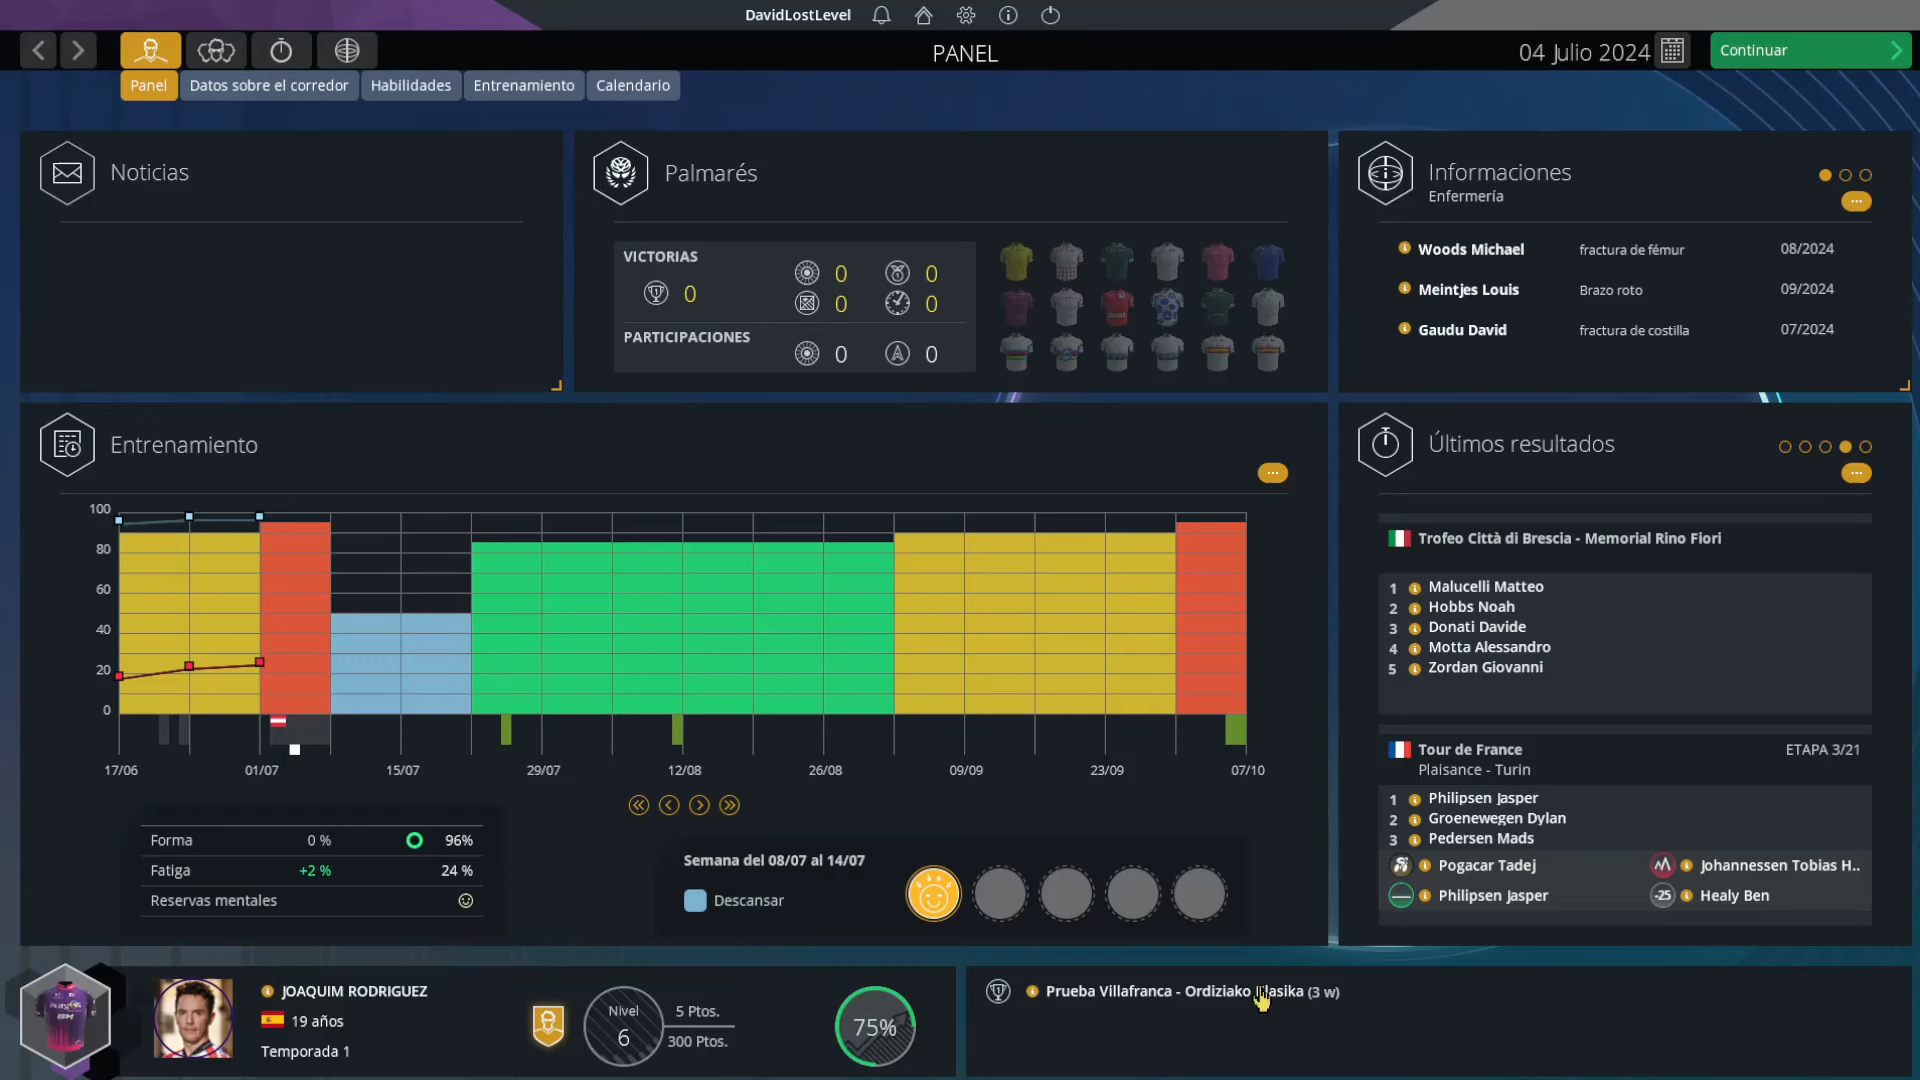 DavidLostLevel
PANEL
04 Julio 2024
Continuar
Panel
Datos sobre el corredor
Habilidades
Entrenamiento
Calendario
Noticias
Palmarés
VICTORIAS
0
0
0
0
0
PARTICIPACIONES
0
0
Informaciones
Enfermería
Woods Michael fractura de fémur 08/2024
Meintjes Louis Brazo roto 09/2024
Gaudu David fractura de costilla 07/2024
Entrenamiento
100
80
60
40
20
0
17/06 01/07 15/07 29/07 12/08 26/08 09/09 23/09 07/10
Forma 0 % 96%
Fatiga +2 % 24 %
Reservas mentales
Semana del 08/07 al 14/07
Descansar
Últimos resultados
Trofeo Città di Brescia - Memorial Rino Fiori
1 Malucelli Matteo
2 Hobbs Noah
3 Donati Davide
4 Motta Alessandro
5 Zordan Giovanni
Tour de France ETAPA 3/21
Plaisance - Turin
1 Philipsen Jasper
2 Groenewegen Dylan
3 Pedersen Mads
Pogacar Tadej Johannessen Tobias H..
Philipsen Jasper -25 Healy Ben
JOAQUIM RODRIGUEZ
19 años
Temporada 1
Nivel
6
5 Ptos.
300 Ptos.
75%
Prueba Villafranca - Ordiziako Klasika (3 w)